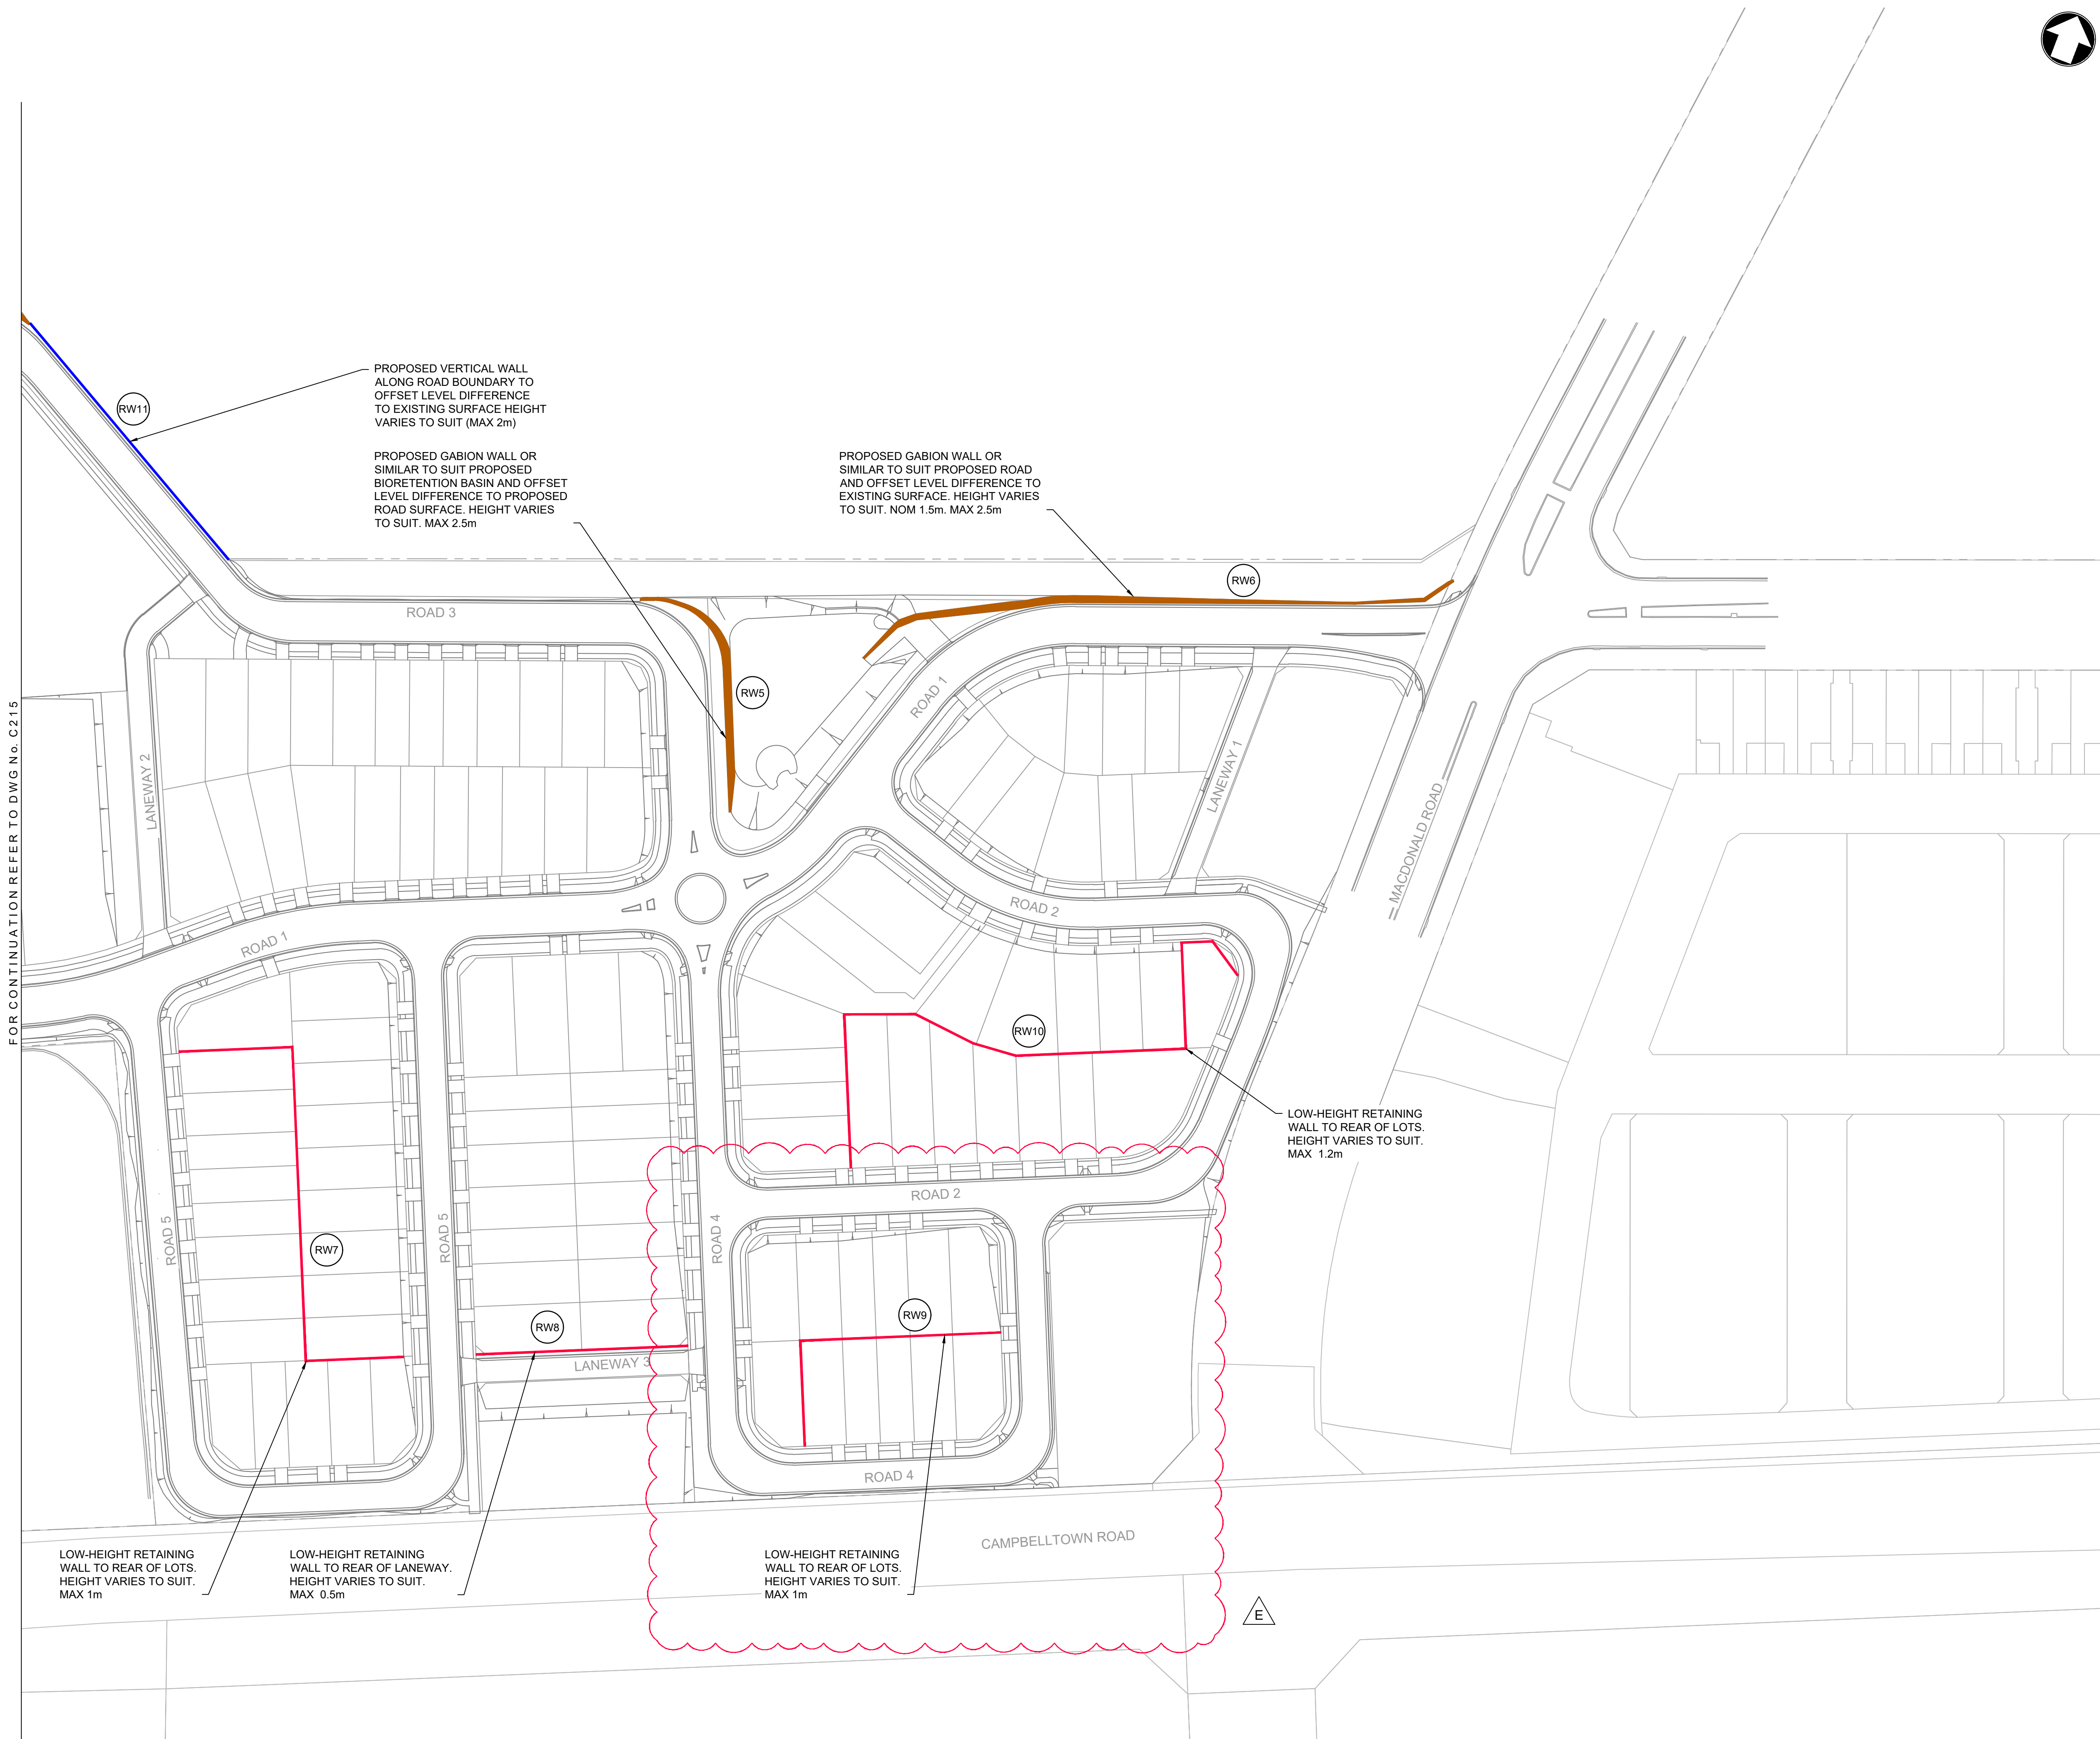 PROPOSED VERTICAL WALL
ALONG ROAD BOUNDARY TO
OFFSET LEVEL DIFFERENCE
TO EXISTING SURFACE HEIGHT
VARIES TO SUIT (MAX 2m)
RW11
PROPOSED GABION WALL OR
SIMILAR TO SUIT PROPOSED
BIORETENTION BASIN AND OFFSET
LEVEL DIFFERENCE TO PROPOSED
ROAD SURFACE. HEIGHT VARIES
TO SUIT. MAX 2.5m
PROPOSED GABION WALL OR
SIMILAR TO SUIT PROPOSED ROAD
AND OFFSET LEVEL DIFFERENCE TO
EXISTING SURFACE. HEIGHT VARIES
TO SUIT. NOM 1.5m. MAX 2.5m
RW6
ROAD 3
RW5
ROAD 1
LANEWAY 2
LANEWAY 1
MACDONALD ROAD
FOR CONTINUATION REFER TO DWG No. C215
ROAD 2
ROAD 1
RW10
LOW-HEIGHT RETAINING
WALL TO REAR OF LOTS.
HEIGHT VARIES TO SUIT.
MAX 1.2m
ROAD 2
ROAD 5
RW7
ROAD 5
ROAD 4
RW8
RW9
LANEWAY 3
ROAD 4
CAMPBELLTOWN ROAD
LOW-HEIGHT RETAINING
WALL TO REAR OF LOTS.
HEIGHT VARIES TO SUIT.
MAX 1m
LOW-HEIGHT RETAINING
WALL TO REAR OF LANEWAY.
HEIGHT VARIES TO SUIT.
MAX 0.5m
LOW-HEIGHT RETAINING
WALL TO REAR OF LOTS.
HEIGHT VARIES TO SUIT.
MAX 1m
E